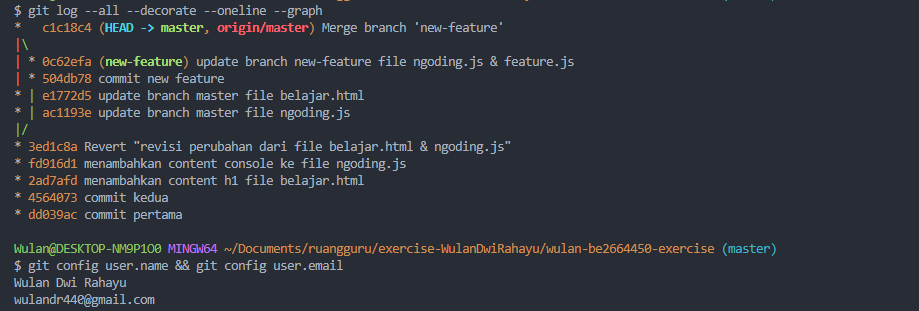 $ git log --all --decorate --oneline --graph
*   c1c18c4 (HEAD -> master, origin/master) Merge branch 'new-feature'
|\
| * 0c62efa (new-feature) update branch new-feature file ngoding.js & feature.js
| * 504db78 commit new feature
* | e1772d5 update branch master file belajar.html
* | ac1193e update branch master file ngoding.js
|/
* 3ed1c8a Revert "revisi perubahan dari file belajar.html & ngoding.js"
* fd916d1 menambahkan content console ke file ngoding.js
* 2ad7afd menambahkan content h1 file belajar.html
* 4564073 commit kedua
* dd039ac commit pertama
Wulan@DESKTOP-NM9P1O0 MINGW64 ~/Documents/ruangguru/exercise-WulanDwiRahayu/wulan-be2664450-exercise (master)
$ git config user.name && git config user.email
Wulan Dwi Rahayu
wulandr440@gmail.com